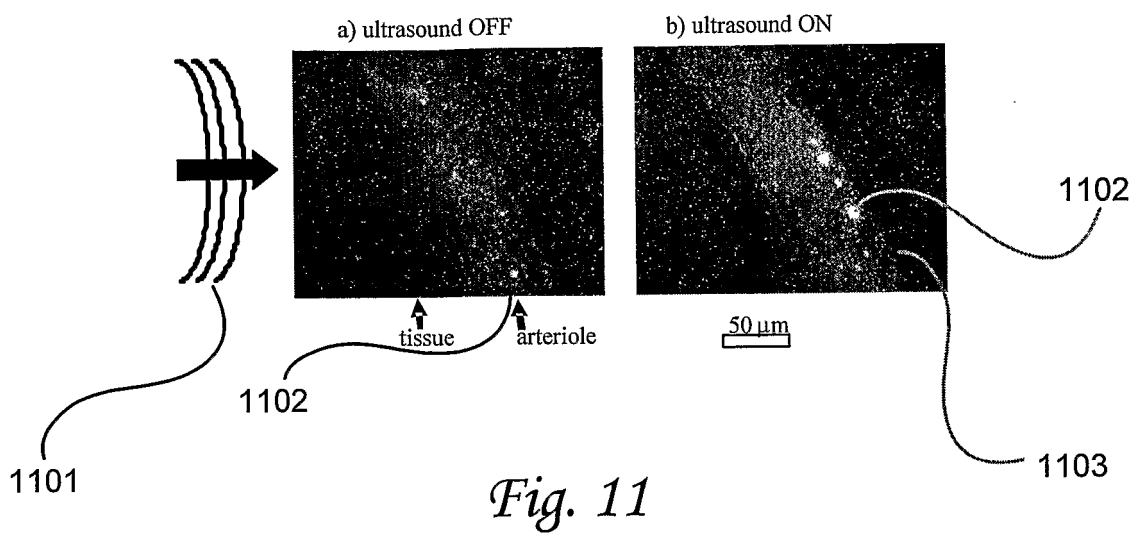 a) ultrasound OFF
b) ultrasound ON
1102
tissue
arteriole
50 µm
1102
1101
1103
Fig. 11